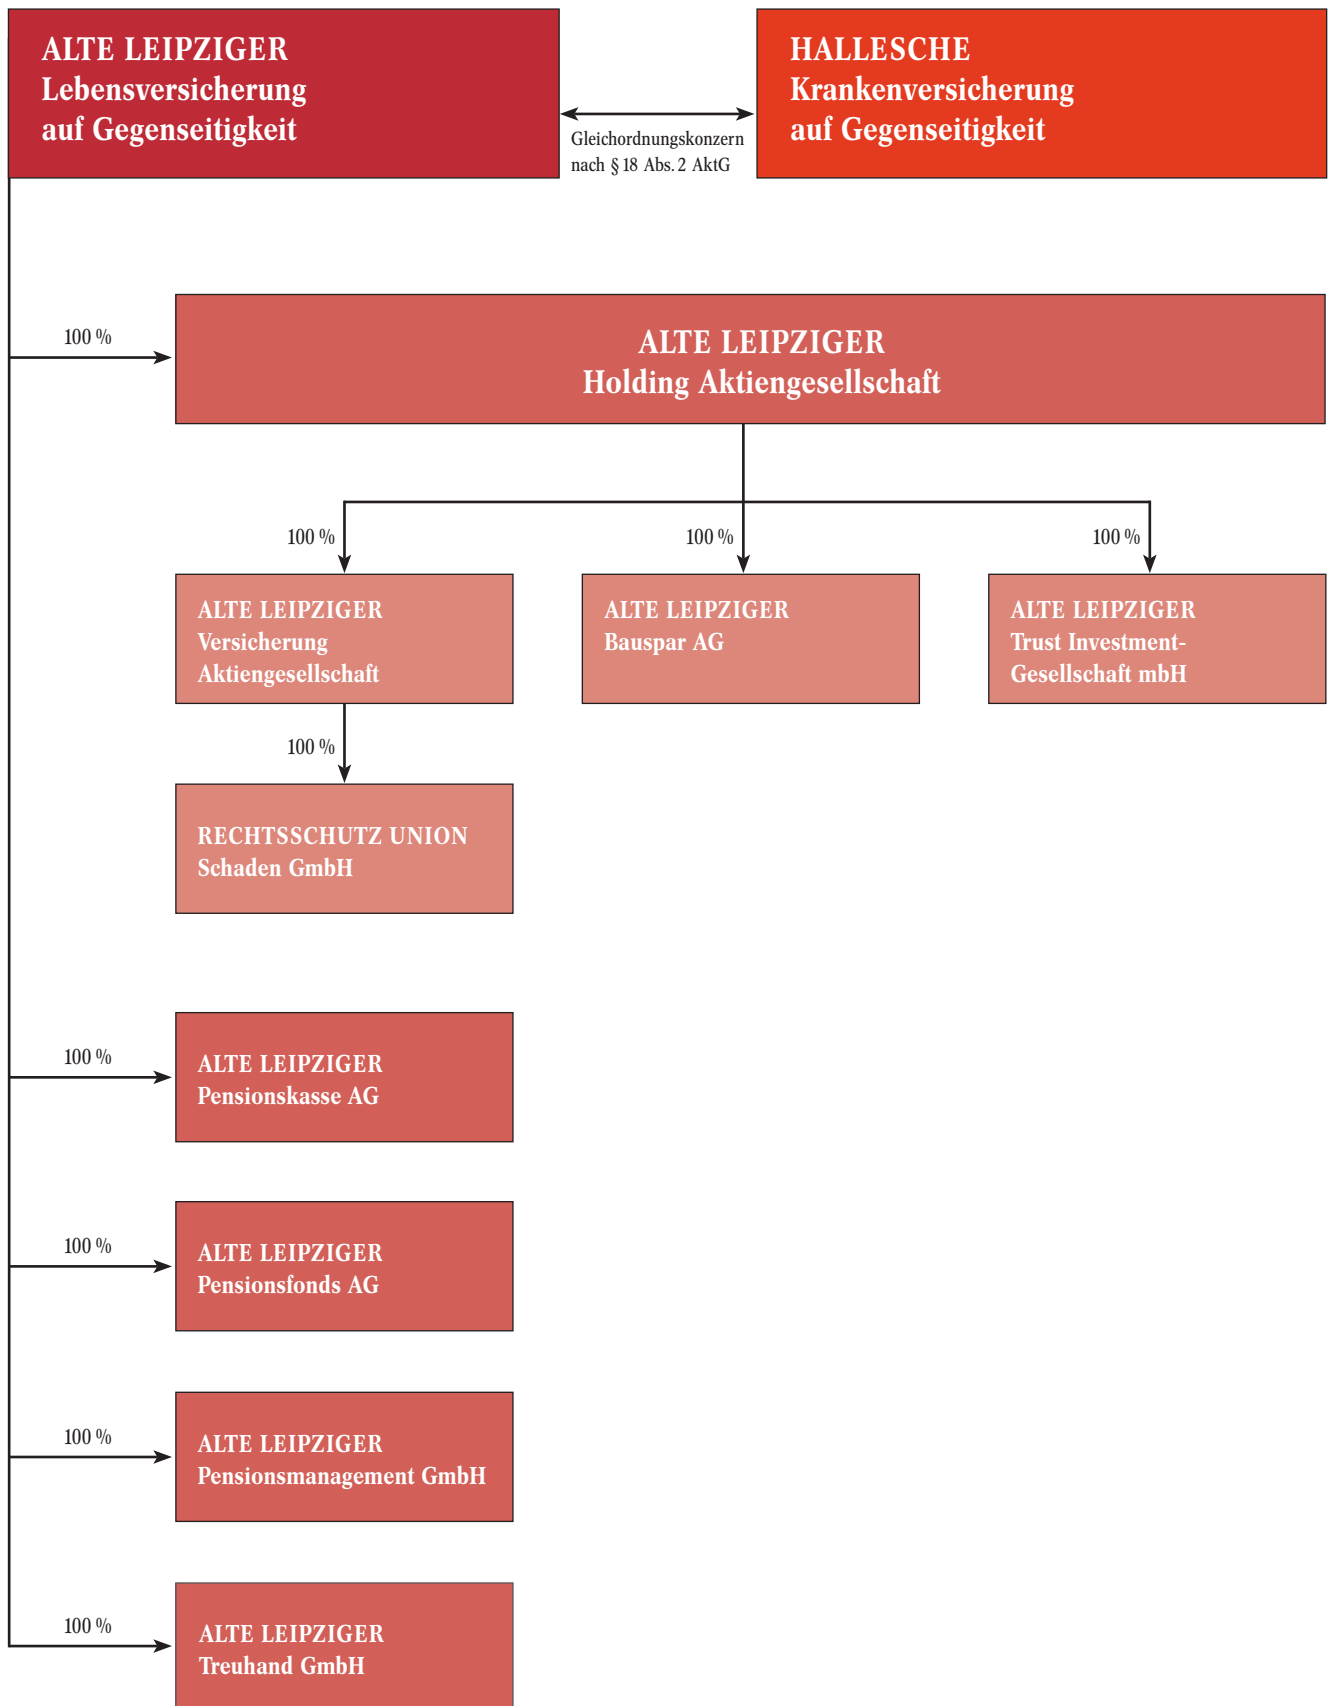 ALTE LEIPZIGER
Lebensversicherung
auf Gegenseitigkeit
Gleichordnungskonzern
nach § 18 Abs. 2 AktG
HALLESCHE
Krankenversicherung
auf Gegenseitigkeit
100 %
ALTE LEIPZIGER
Holding Aktiengesellschaft
100 %
100 %
100 %
ALTE LEIPZIGER
Versicherung
Aktiengesellschaft
ALTE LEIPZIGER
Bauspar AG
ALTE LEIPZIGER
Trust Investment-
Gesellschaft mbH
100 %
RECHTSSCHUTZ UNION
Schaden GmbH
100 %
ALTE LEIPZIGER
Pensionskasse AG
100 %
ALTE LEIPZIGER
Pensionsfonds AG
100 %
ALTE LEIPZIGER
Pensionsmanagement GmbH
100 %
ALTE LEIPZIGER
Treuhand GmbH